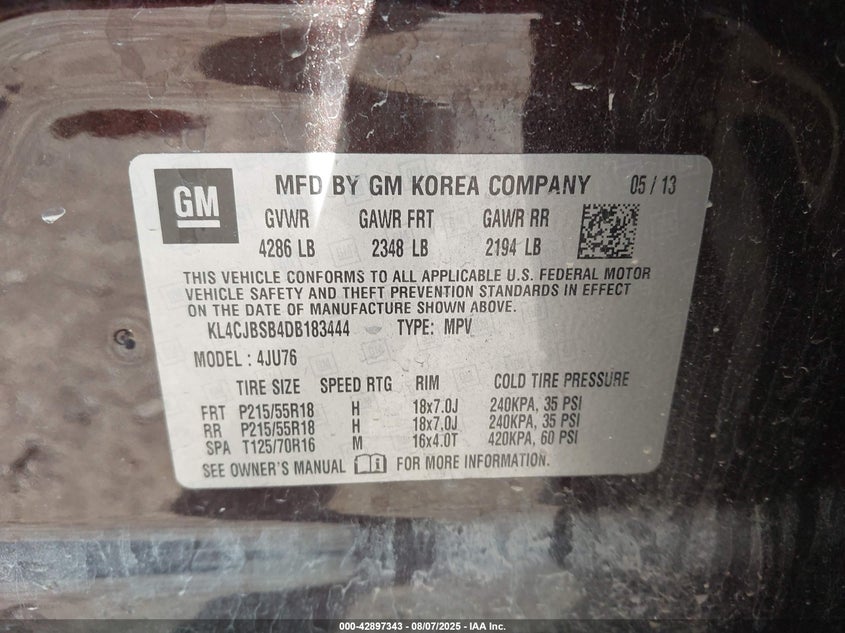 GM
MFD BY GM KOREA COMPANY 05 / 13
GVWR GAWR FRT GAWR RR
4286 LB 2348 LB 2194 LB
THIS VEHICLE CONFORMS TO ALL APPLICABLE U.S. FEDERAL MOTOR
VEHICLE SAFETY AND THEFT PREVENTION STANDARDS IN EFFECT
ON THE DATE OF MANUFACTURE SHOWN ABOVE.
KL4CJBSB4DB183444 TYPE: MPV
MODEL : 4JU76
TIRE SIZE SPEED RTG RIM COLD TIRE PRESSURE
FRT P215/55R18 H 18x7.0J 240KPA, 35 PSI
RR P215/55R18 H 18x7.0J 240KPA, 35 PSI
SPA T125/70R16 M 16x4.0T 420KPA, 60 PSI
SEE OWNER'S MANUAL FOR MORE INFORMATION.
000-42897343 - 08/07/2025 - IAA Inc.